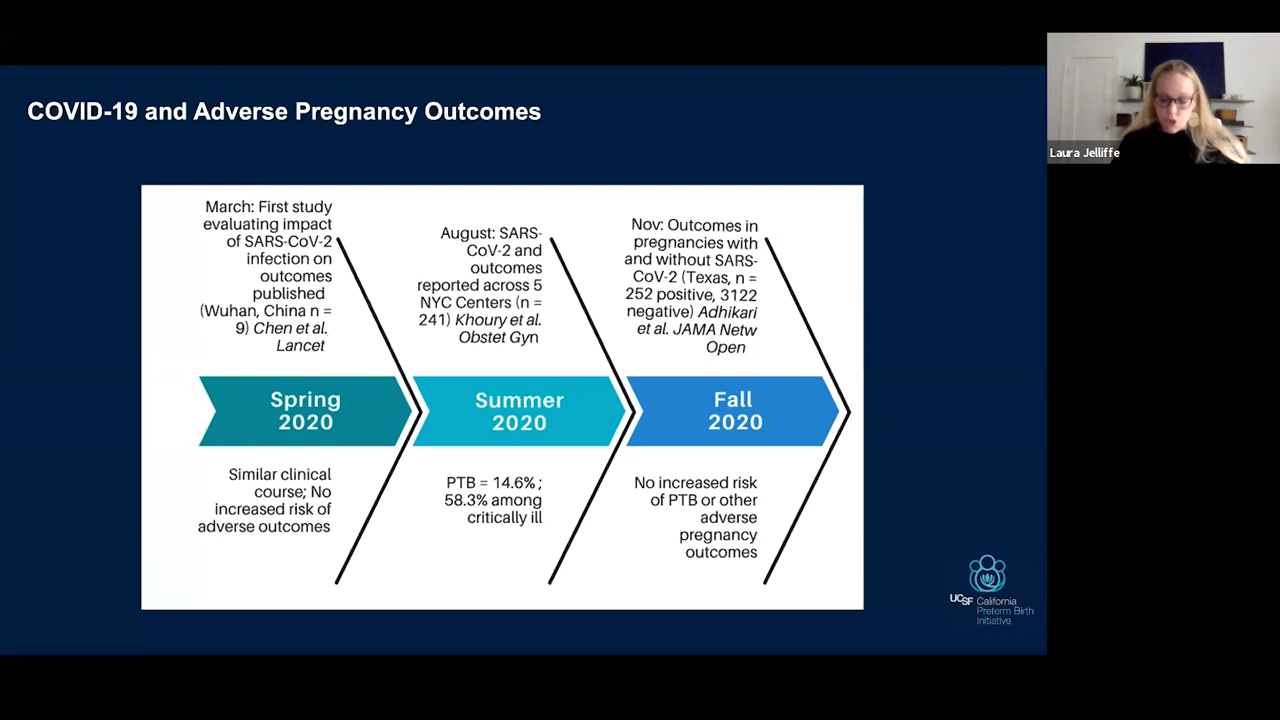 COVID-19 and Adverse Pregnancy Outcomes
Laura Jelliffe
March: First study
evaluating impact
of SARS-CoV-2
infection on
outcomes
published
(Wuhan, China n =
9) Chen et al.
Lancet
August: SARS-
CoV-2 and
outcomes
reported across 5
NYC Centers (n =
241) Khoury et al.
Obstet Gyn
Nov: Outcomes in
pregnancies with
and without SARS-
CoV-2 (Texas, n =
252 positive, 3122
negative) Adhikari
et al. JAMA Netw
Open
Spring
2020
Summer
2020
Fall
2020
Similar clinical
course; No
increased risk of
adverse outcomes
PTB = 14.6% ;
58.3% among
critically ill
No increased risk
of PTB or other
adverse
pregnancy
outcomes
UCSF California
Preterm Birth
Initiative